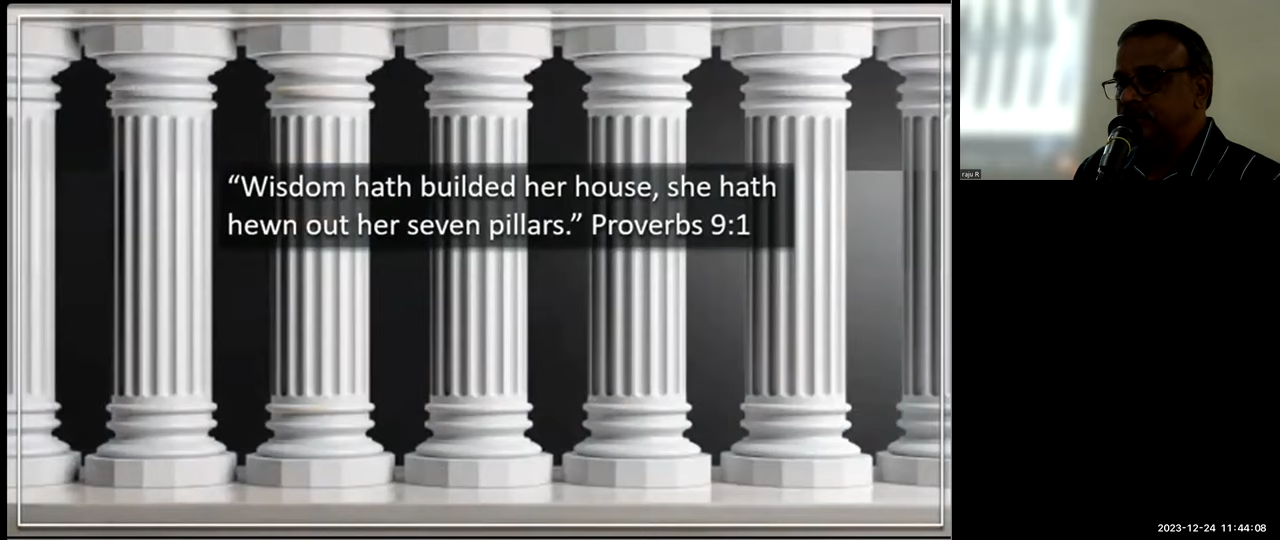 “Wisdom hath builded her house, she hath
hewn out her seven pillars.” Proverbs 9:1
raju R
2023-12-24 11:44:08